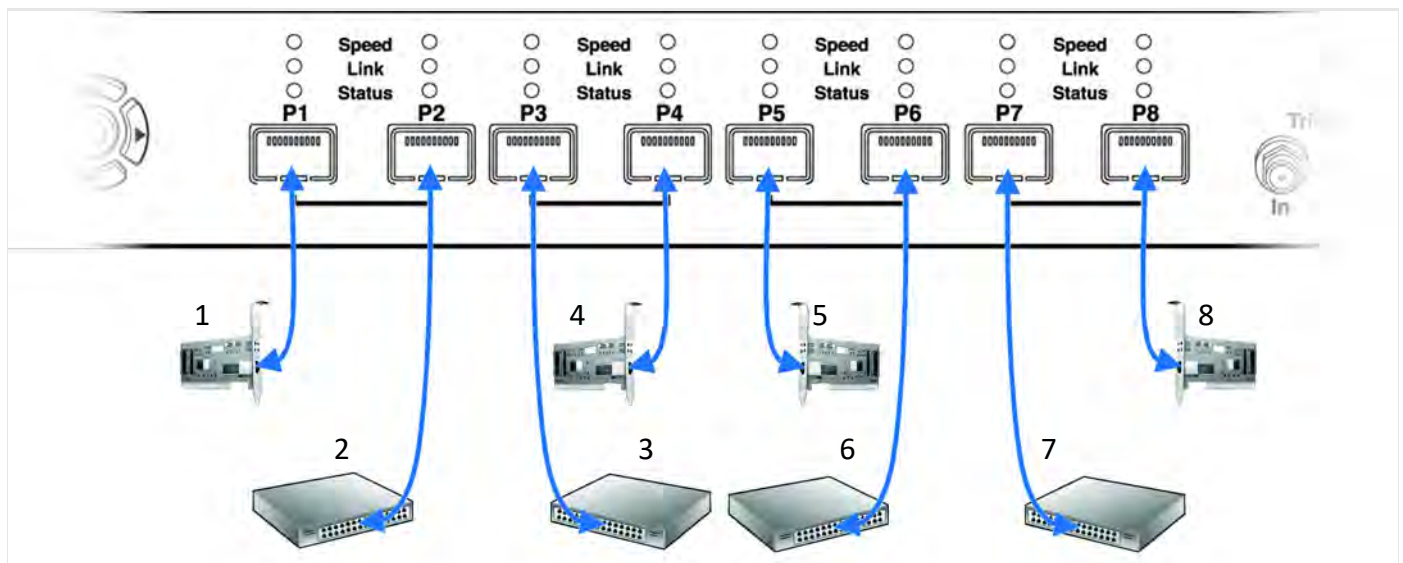 Speed Speed Speed Speed
Link Link Link Link
Status Status Status Status
P1 P2 P3 P4 P5 P6 P7 P8
In
1 4 5 8
2 3 6 7